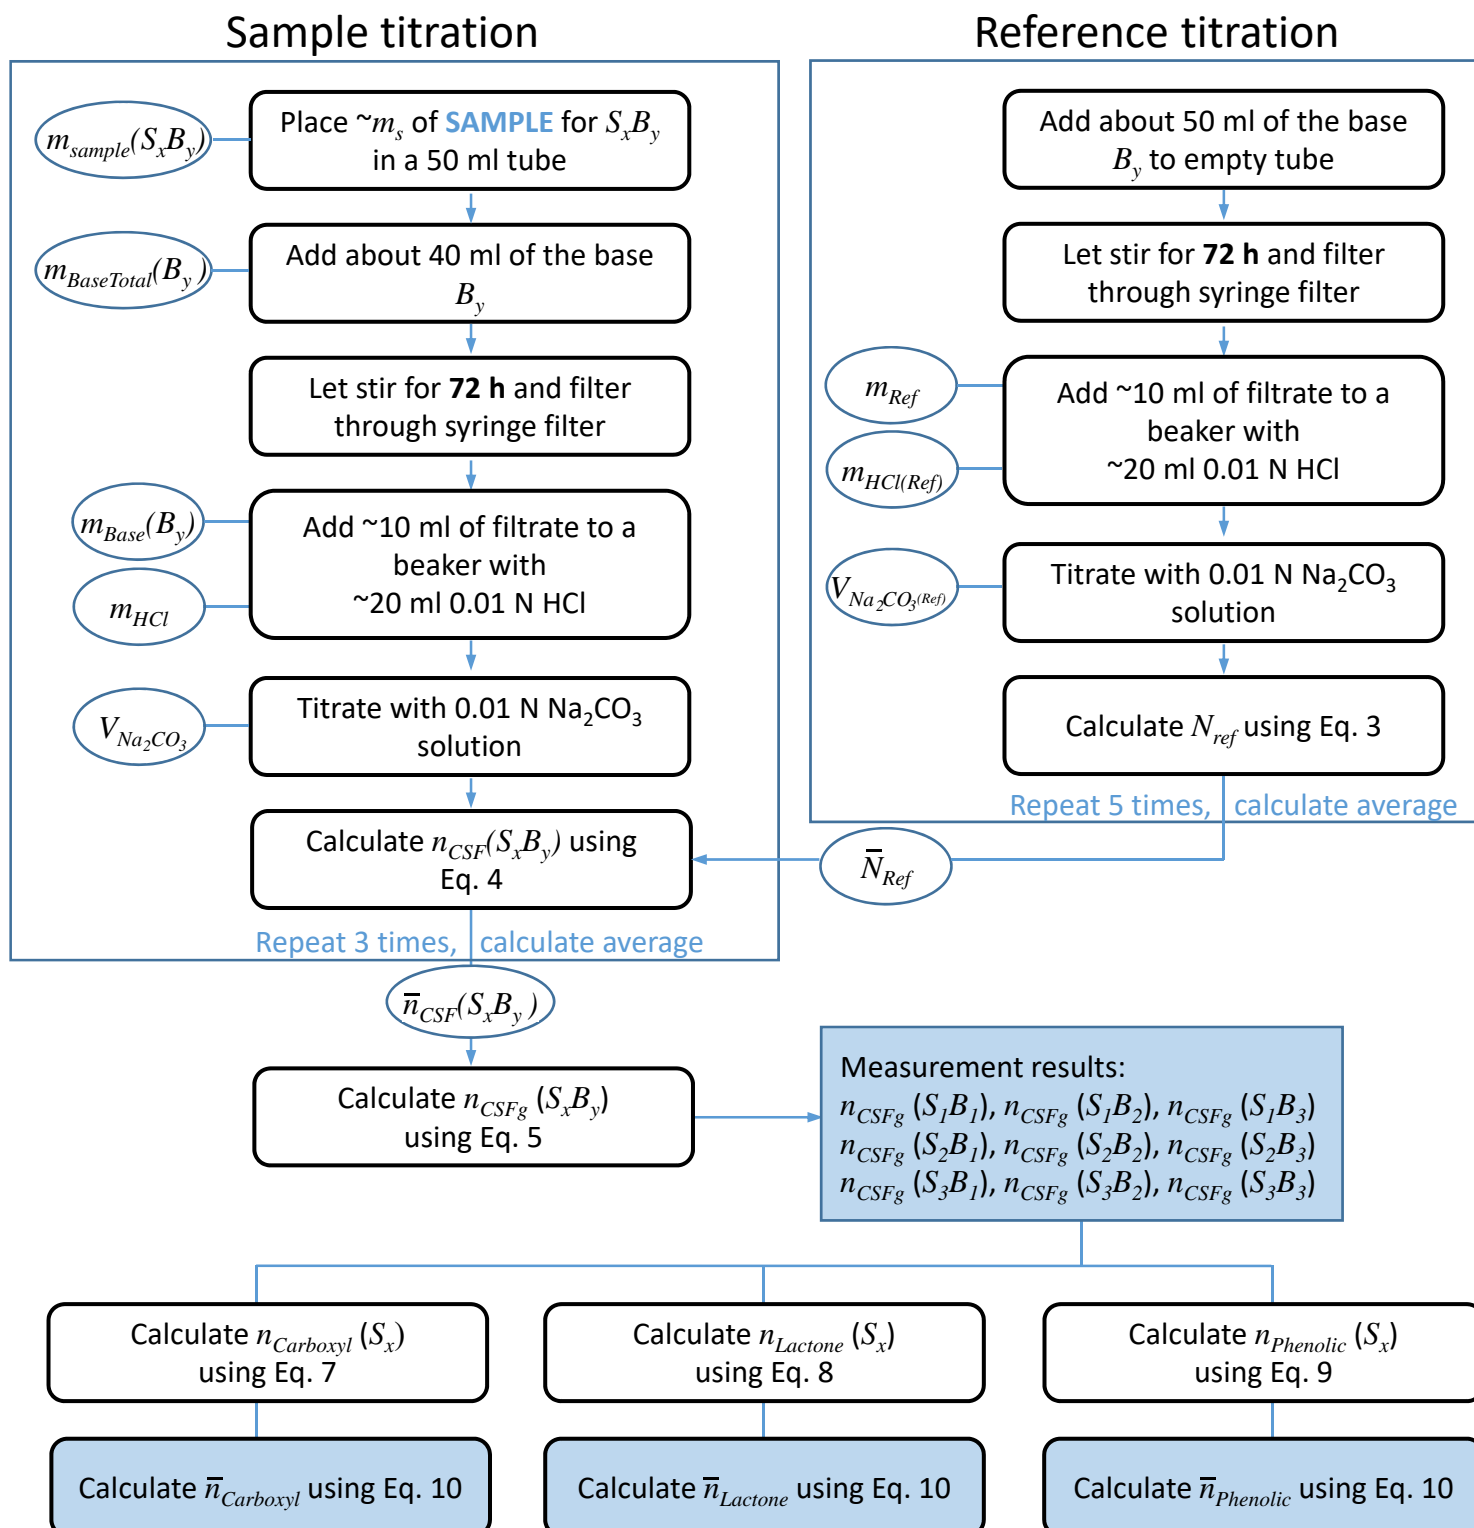 Sample titration
m_sample(S_xB_y)
Place ~m_s of SAMPLE for S_xB_y
in a 50 ml tube
m_BaseTotal(B_y)
Add about 40 ml of the base
B_y
Let stir for 72 h and filter
through syringe filter
m_Base(B_y)
m_HCl
Add ~10 ml of filtrate to a
beaker with
~20 ml 0.01 N HCl
V_Na₂CO₃
Titrate with 0.01 N Na₂CO₃
solution
Calculate n_CSF(S_xB_y) using
Eq. 4
Repeat 3 times, calculate average
Reference titration
Add about 50 ml of the base
B_y to empty tube
Let stir for 72 h and filter
through syringe filter
m_Ref
m_HCl(Ref)
Add ~10 ml of filtrate to a
beaker with
~20 ml 0.01 N HCl
V_Na₂CO₃(Ref)
Titrate with 0.01 N Na₂CO₃
solution
Calculate N_ref using Eq. 3
Repeat 5 times, calculate average
N̅_Ref
n̅_CSF(S_xB_y)
Calculate n_CSFg (S_xB_y)
using Eq. 5
Measurement results:
n_CSFg (S₁B₁), n_CSFg (S₁B₂), n_CSFg (S₁B₃)
n_CSFg (S₂B₁), n_CSFg (S₂B₂), n_CSFg (S₂B₃)
n_CSFg (S₃B₁), n_CSFg (S₃B₂), n_CSFg (S₃B₃)
Calculate n_Carboxyl (S_x)
using Eq. 7
Calculate n_Lactone (S_x)
using Eq. 8
Calculate n_Phenolic (S_x)
using Eq. 9
Calculate n̅_Carboxyl using Eq. 10
Calculate n̅_Lactone using Eq. 10
Calculate n̅_Phenolic using Eq. 10